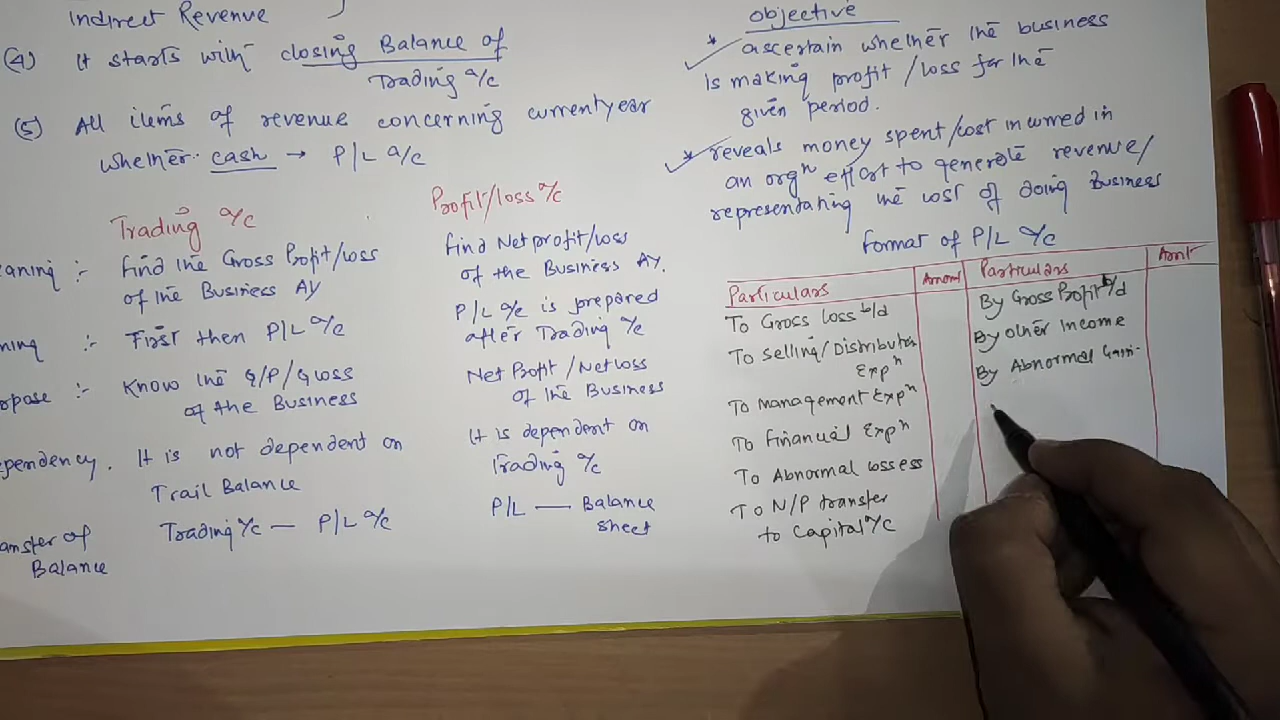 Indirect Revenue
(4) It starts with closing Balance of
Trading a/c
(5) All items of revenue concerning current year
whether cash → P/L a/c
Trading a/c
Profit/loss a/c
eaning :- Find the Gross Profit/loss
of the Business AY
find Net profit/loss
of the Business AY.
ming :- First then P/L a/c
P/L a/c is prepared
after Trading a/c
rpose :- Know the G/P/Gloss
of the Business
Net Profit/Net loss
of the Business
pendency. It is not dependent on
Trail Balance
It is dependent on
Trading a/c
ansfer of
Balance
Trading a/c — P/L a/c
P/L — Balance
sheet
objective
* ascertain whether the business
is making profit/loss for the
given period.
* reveals money spent/cost incurred in
an orgn effort to generate revenue/
representating the cost of doing Business
format of P/L a/c
Particulars Amont Particulars Amt
To Gross loss b/d
To selling/Distribution
Expn
To management Expn
To financial Expn
To Abnormal lossess
To N/P transfer
to Capital a/c
By Gross Profit b/d
By other income
By Abnormal Gain